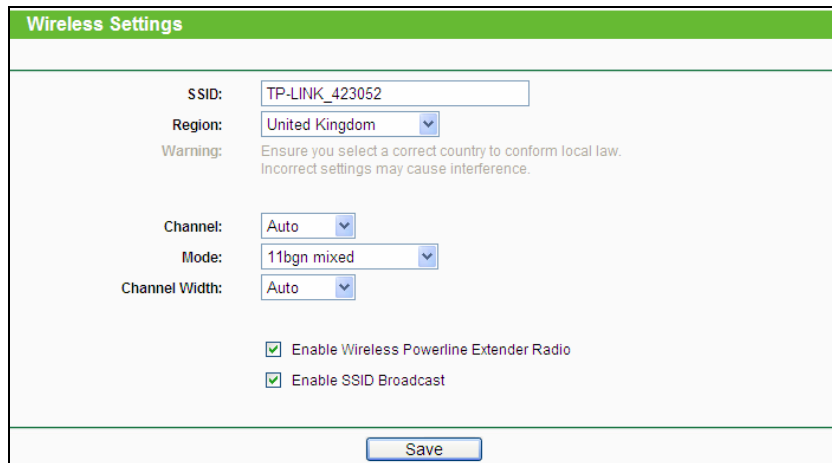 Wireless Settings
SSID: TP-LINK_423052
Region: United Kingdom
Warning: Ensure you select a correct country to conform local law.
Incorrect settings may cause interference.
Channel: Auto
Mode: 11bgn mixed
Channel Width: Auto
Enable Wireless Powerline Extender Radio
Enable SSID Broadcast
Save